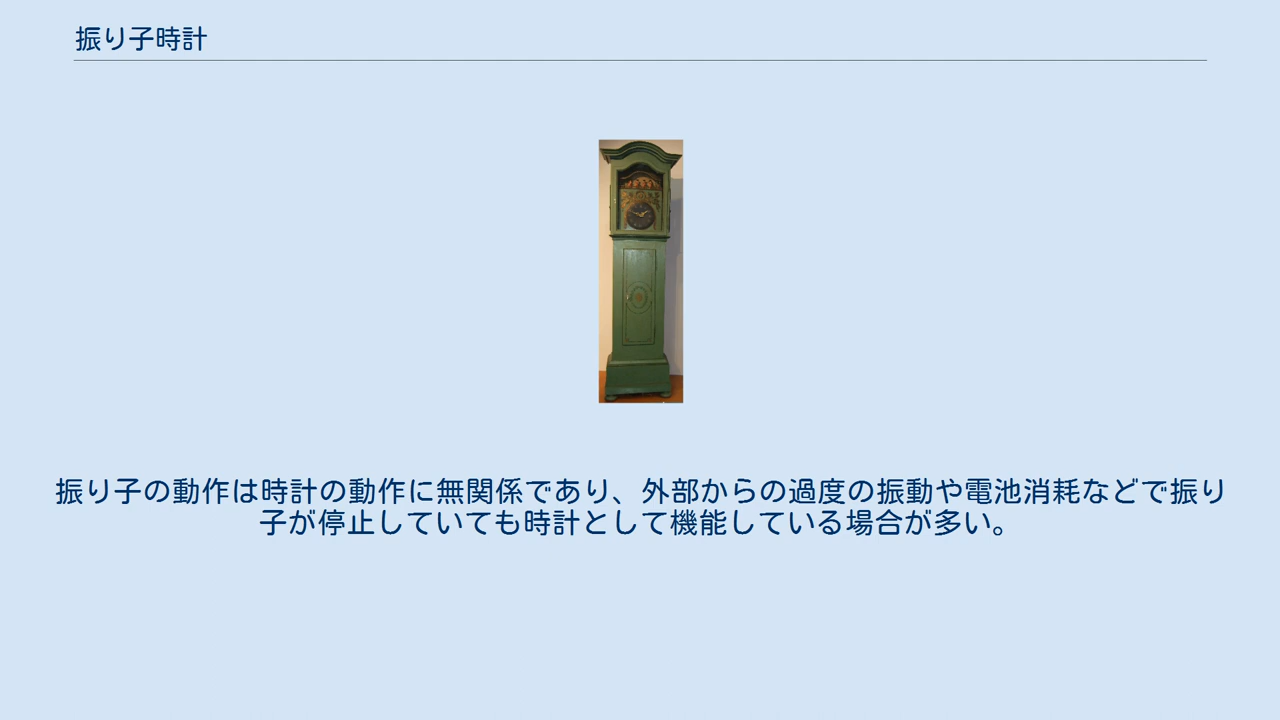 振り子時計
振り子の動作は時計の動作に無関係であり、外部からの過度の振動や電池消耗などで振り
子が停止していても時計として機能している場合が多い。